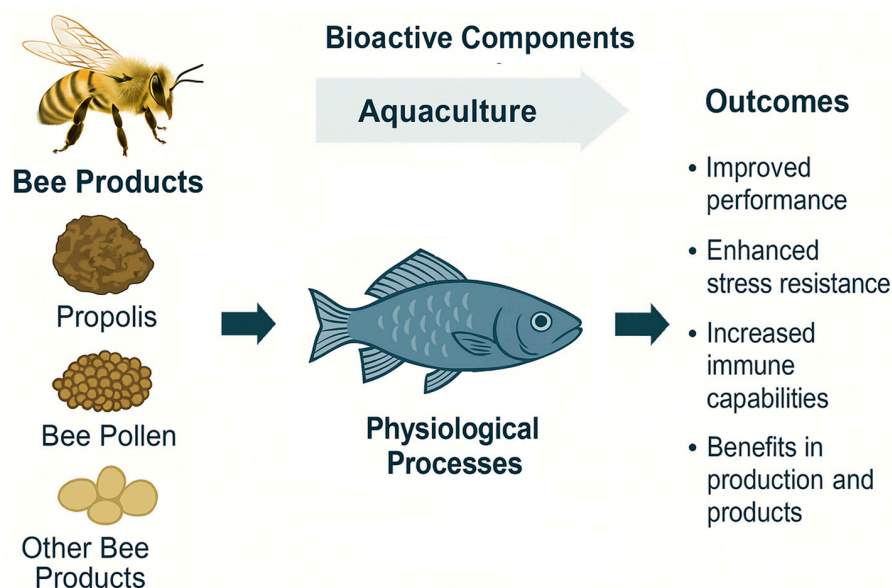 Bee Products
Propolis
Bee Pollen
Other Bee
Products
Bioactive Components
Aquaculture
Physiological
Processes
Outcomes
• Improved
performance
• Enhanced
stress resistance
• Increased
immune
capabilities
• Benefits in
production and
products